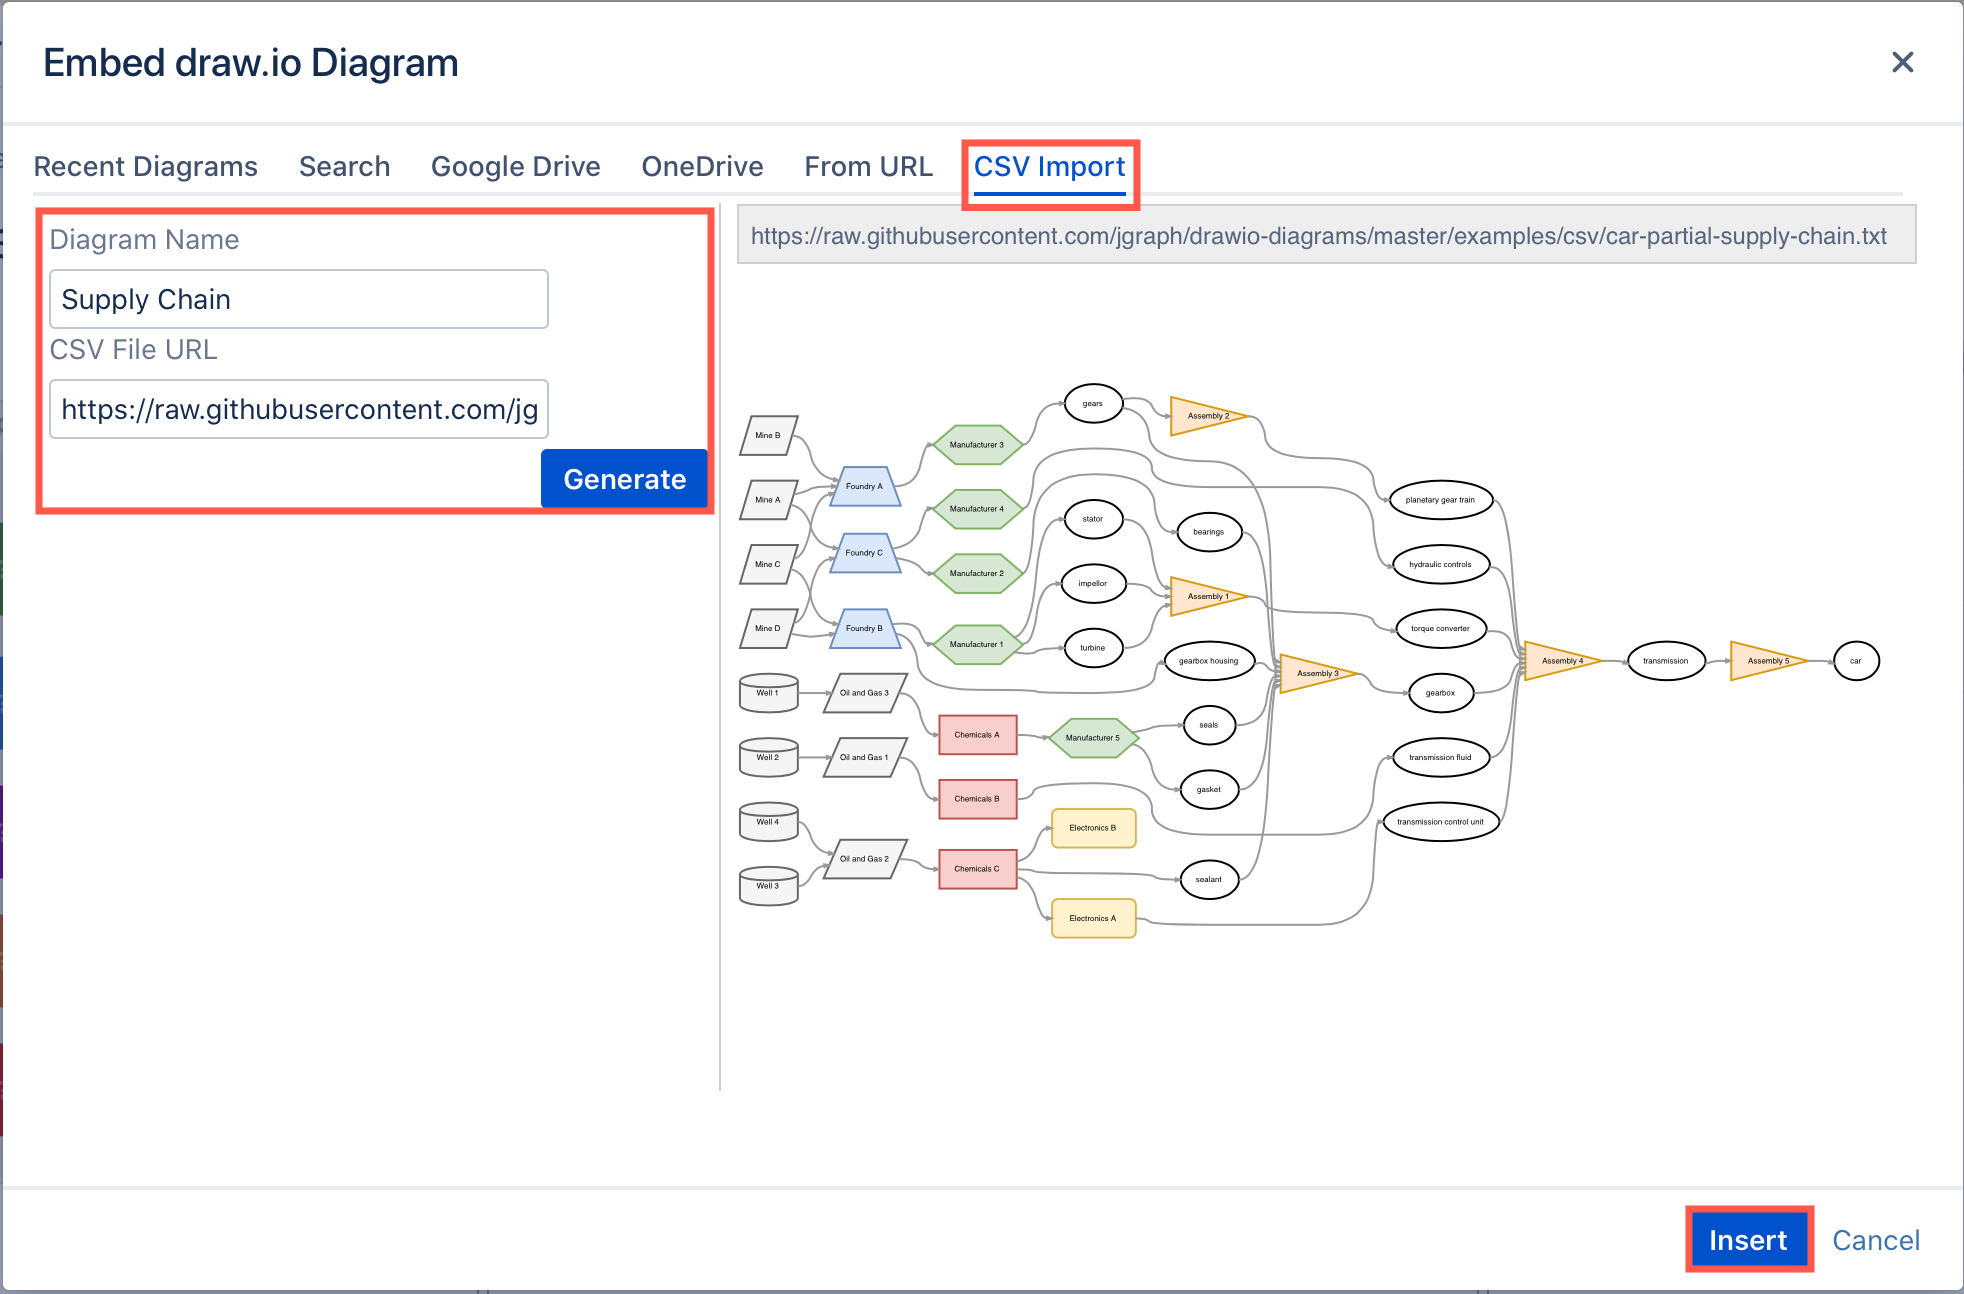 Embed draw.io Diagram
Recent Diagrams
Search
Google Drive
OneDrive
From URL
CSV Import
Diagram Name
Supply Chain
CSV File URL
https://raw.githubusercontent.com/jg
Generate
https://raw.githubusercontent.com/jgraph/drawio-diagrams/master/examples/csv/car-partial-supply-chain.txt
Mine B
Mine A
Mine C
Mine D
Well 1
Well 2
Well 4
Well 3
Foundry A
Foundry C
Foundry B
Oil and Gas 3
Oil and Gas 1
Oil and Gas 2
Manufacturer 3
Manufacturer 4
Manufacturer 2
Manufacturer 1
Chemicals A
Chemicals B
Chemicals C
gears
stator
impellor
turbine
Manufacturer 5
Electronics B
Electronics A
Assembly 2
bearings
Assembly 1
gearbox housing
seals
gasket
sealant
Assembly 3
planetary gear train
hydraulic controls
torque converter
gearbox
transmission fluid
transmission control unit
Assembly 4
transmission
Assembly 5
car
Insert
Cancel